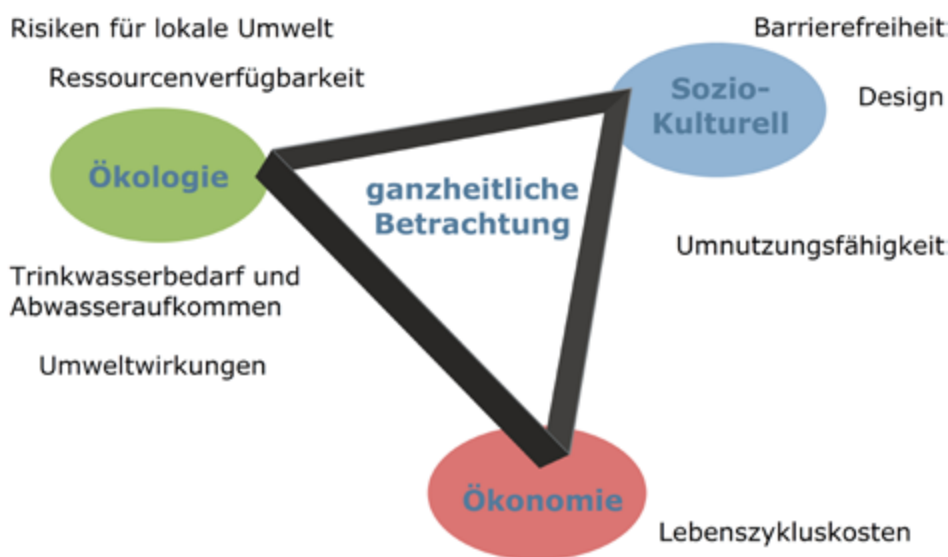 Risiken für lokale Umwelt
Ressourcenverfügbarkeit
Ökologie
Trinkwasserbedarf und
Abwasseraufkommen
Umweltwirkungen
ganzheitliche
Betrachtung
Barrierefreiheit
Sozio-
Kulturell
Design
Umnutzungsfähigkeit
Ökonomie
Lebenszykluskosten